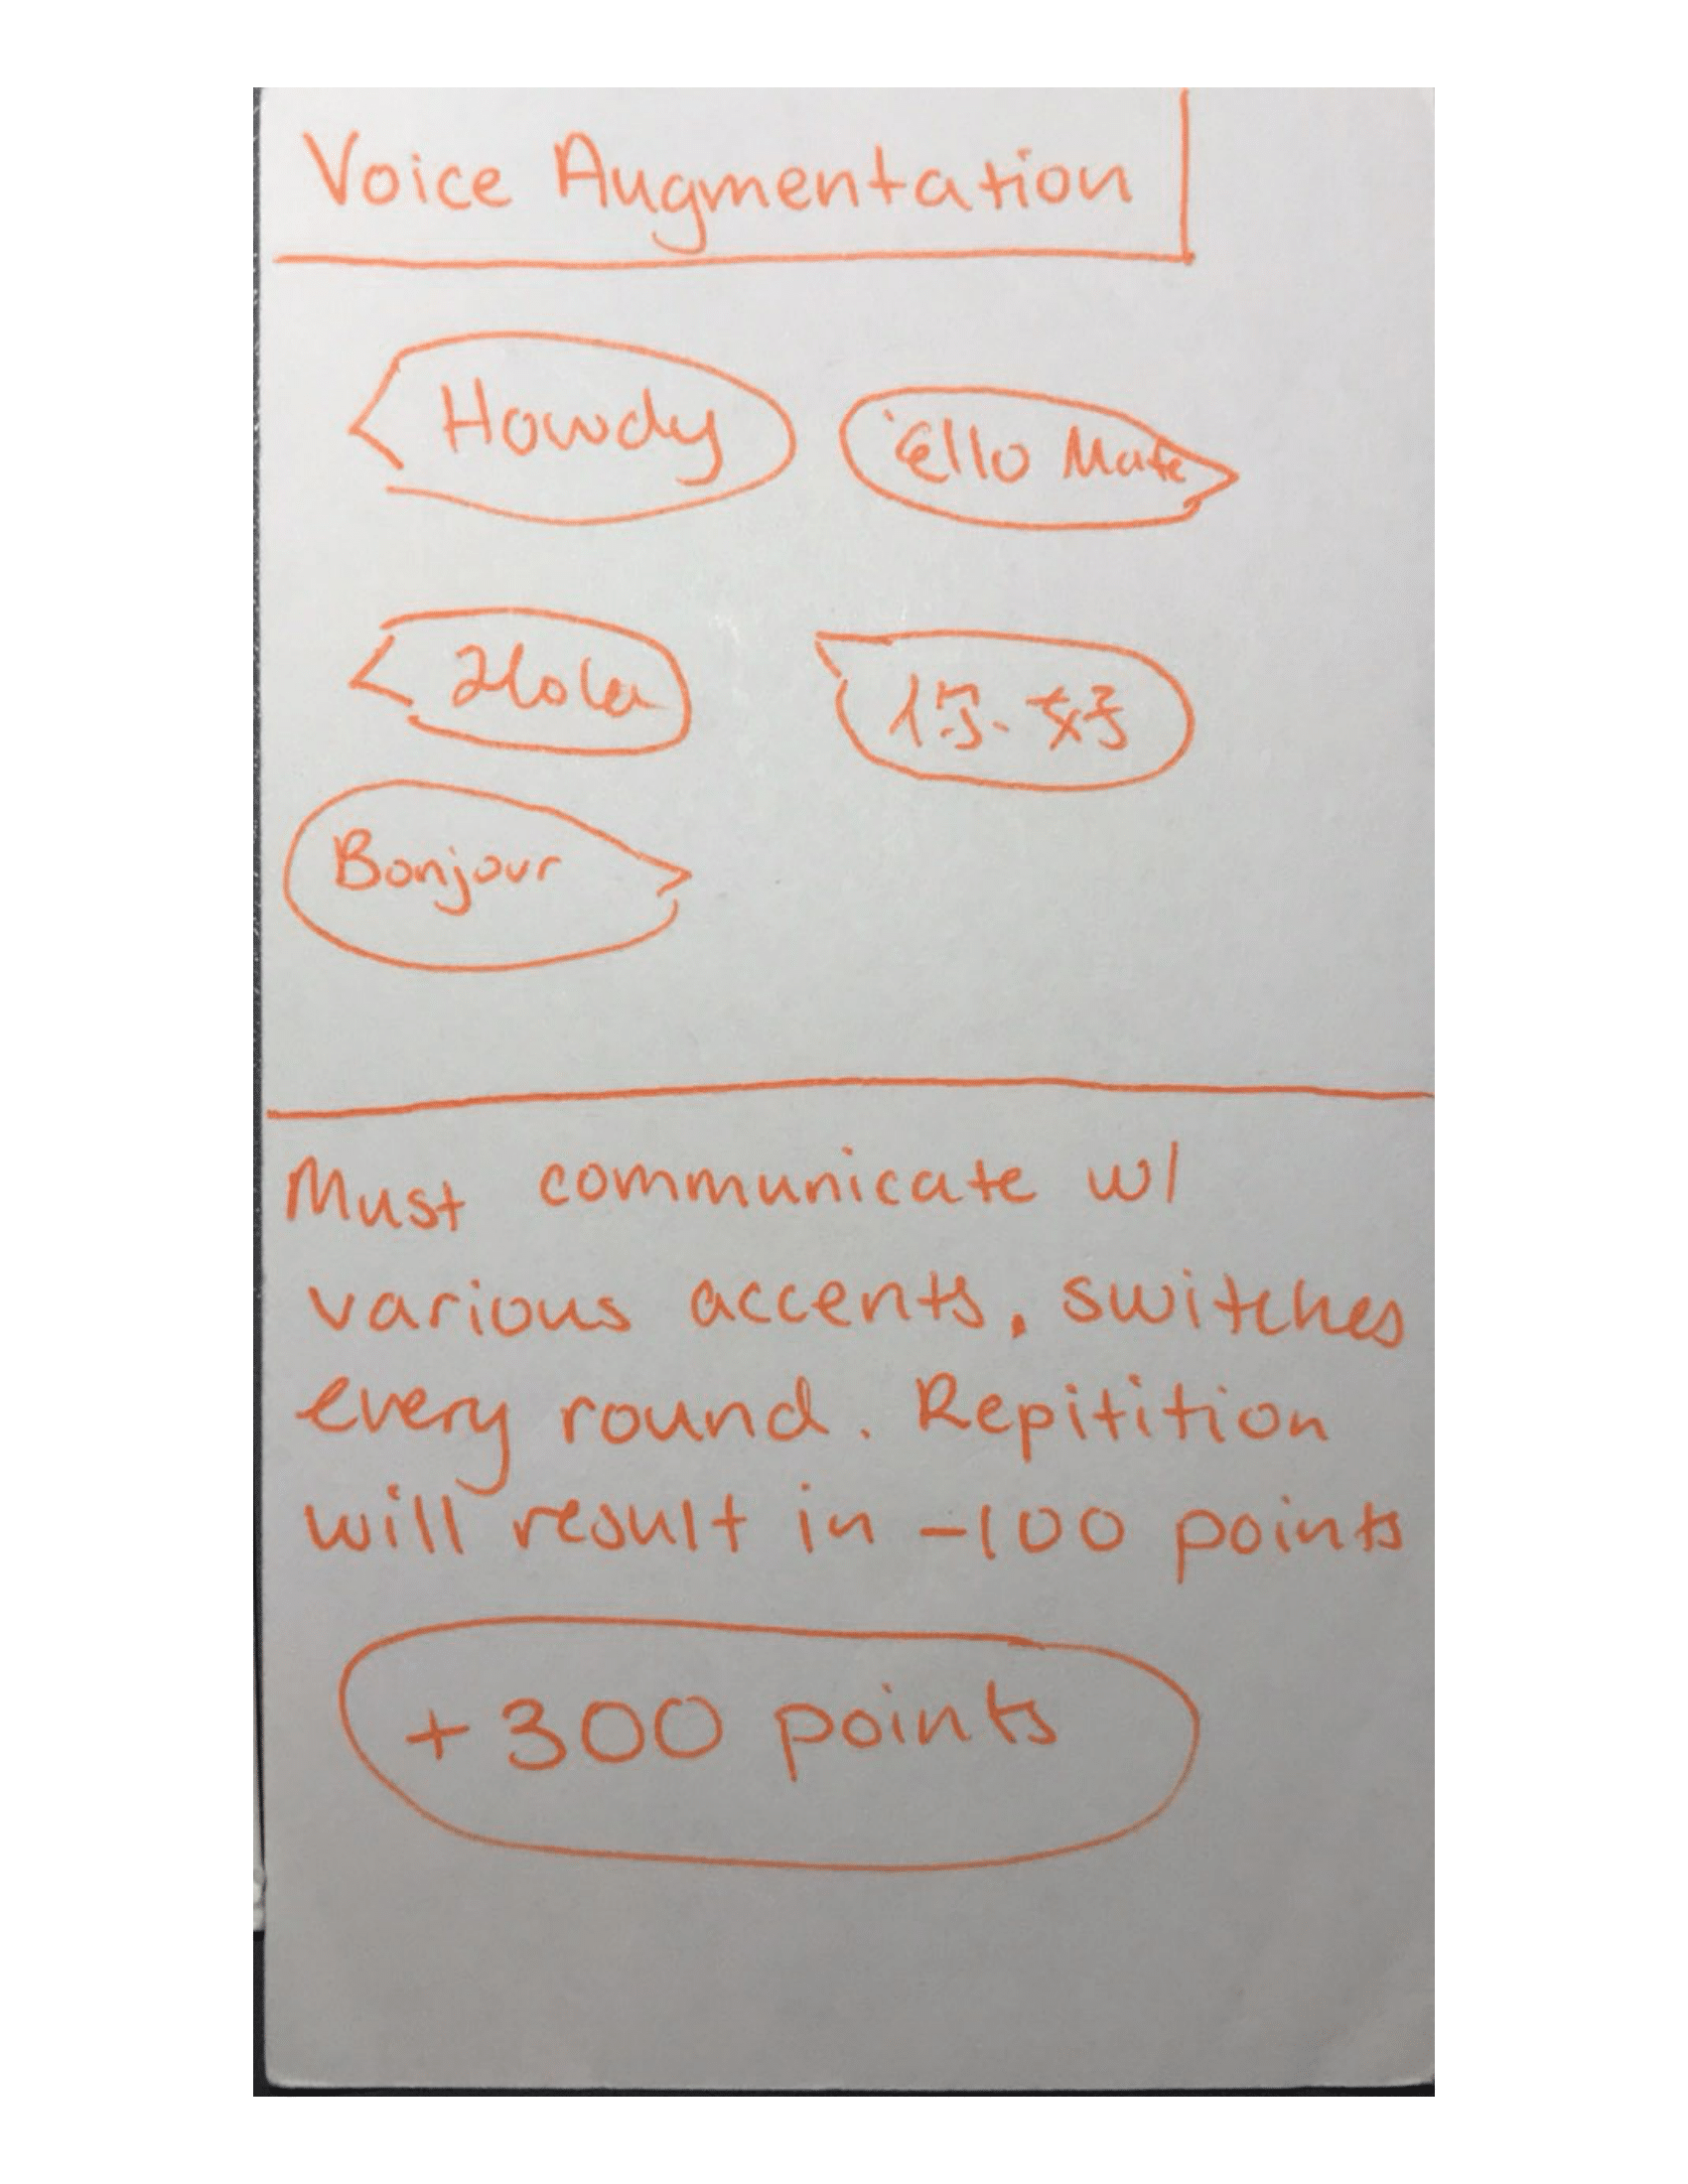 Voice Augmentation
Howdy
'Ello Mate
Hola
你好
Bonjour
Must communicate w/
various accents, switches
every round. Repitition
will result in -100 points
+300 points